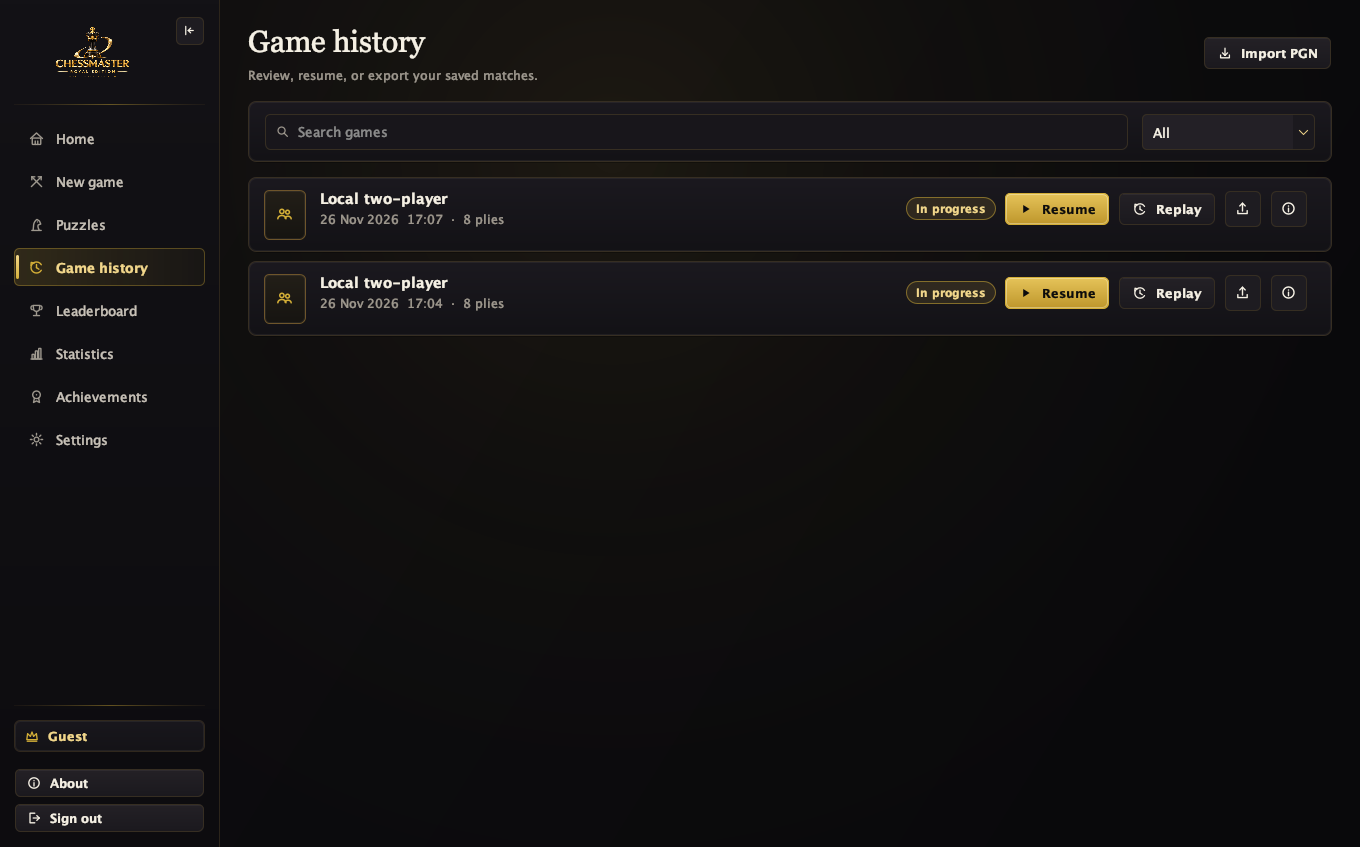 CHESSMASTER
ROYAL EDITION
Home
New game
Puzzles
Game history
Leaderboard
Statistics
Achievements
Settings
Guest
About
Sign out
Game history
Review, resume, or export your saved matches.
Import PGN
Search games
All
Local two-player
26 Nov 2026 17:07 · 8 plies
In progress
Resume
Replay
Local two-player
26 Nov 2026 17:04 · 8 plies
In progress
Resume
Replay